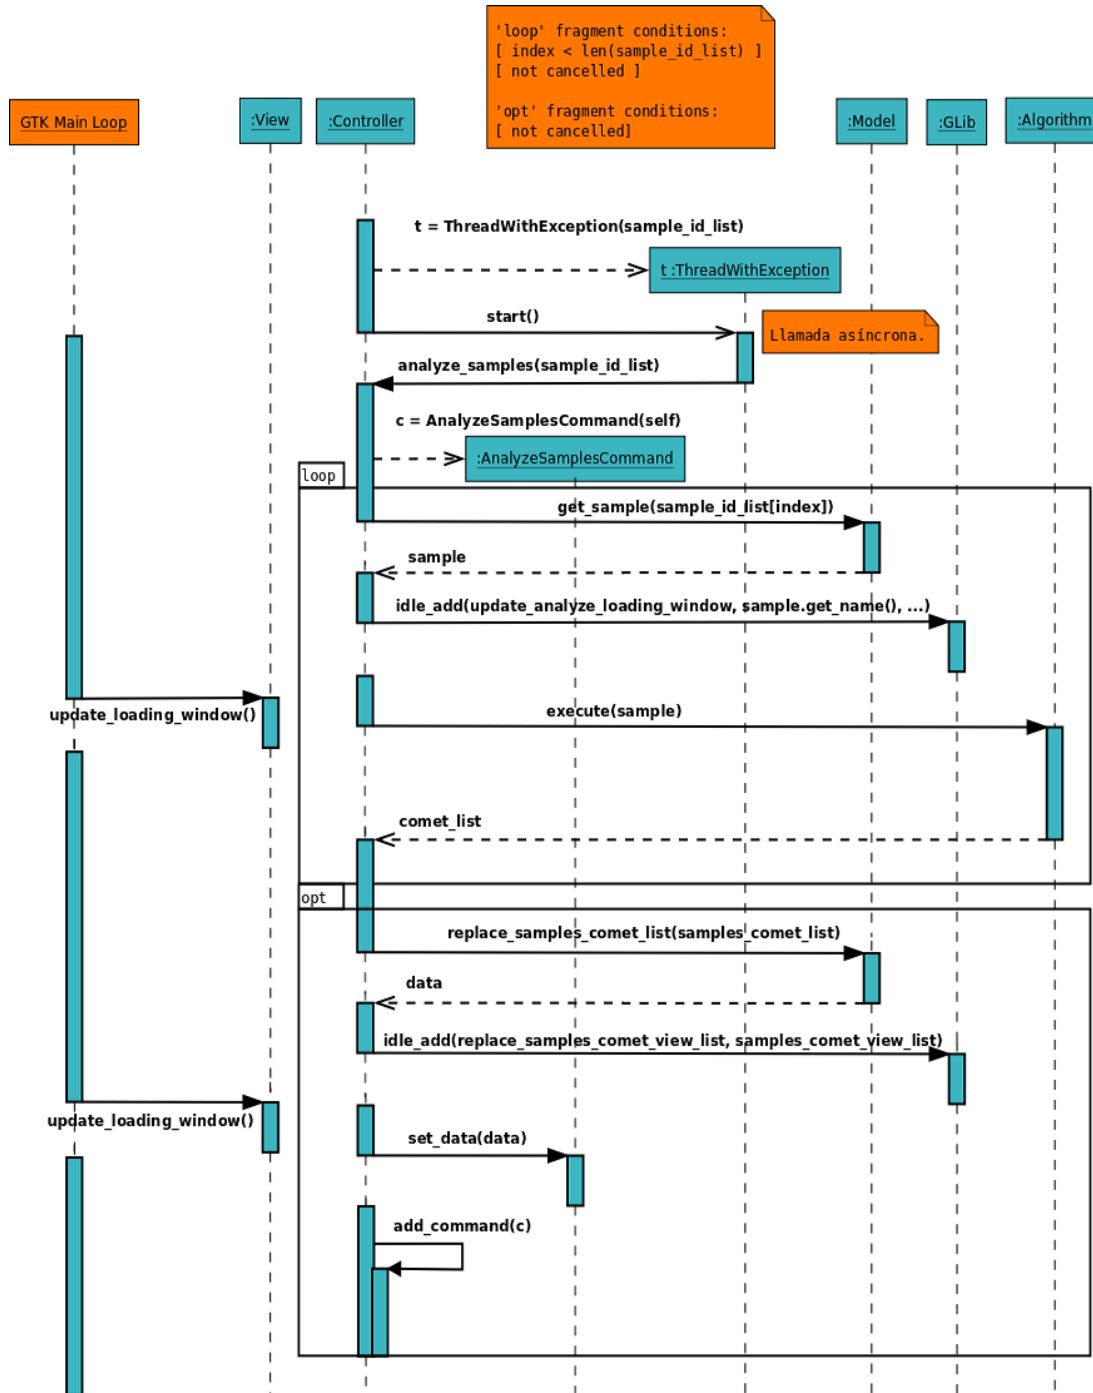 'loop' fragment conditions:
[ index < len(sample_id_list) ]
[ not cancelled ]
'opt' fragment conditions:
[ not cancelled]
GTK Main Loop
:View
:Controller
:Model
:GLib
:Algorithm
t = ThreadWithException(sample_id_list)
t :ThreadWithException
start()
Llamada asíncrona.
analyze_samples(sample_id_list)
c = AnalyzeSamplesCommand(self)
:AnalyzeSamplesCommand
loop
get_sample(sample_id_list[index])
sample
idle_add(update_analyze_loading_window, sample.get_name(), ...)
update_loading_window()
execute(sample)
comet_list
opt
replace_samples_comet_list(samples_comet_list)
data
idle_add(replace_samples_comet_view_list, samples_comet_view_list)
update_loading_window()
set_data(data)
add_command(c)